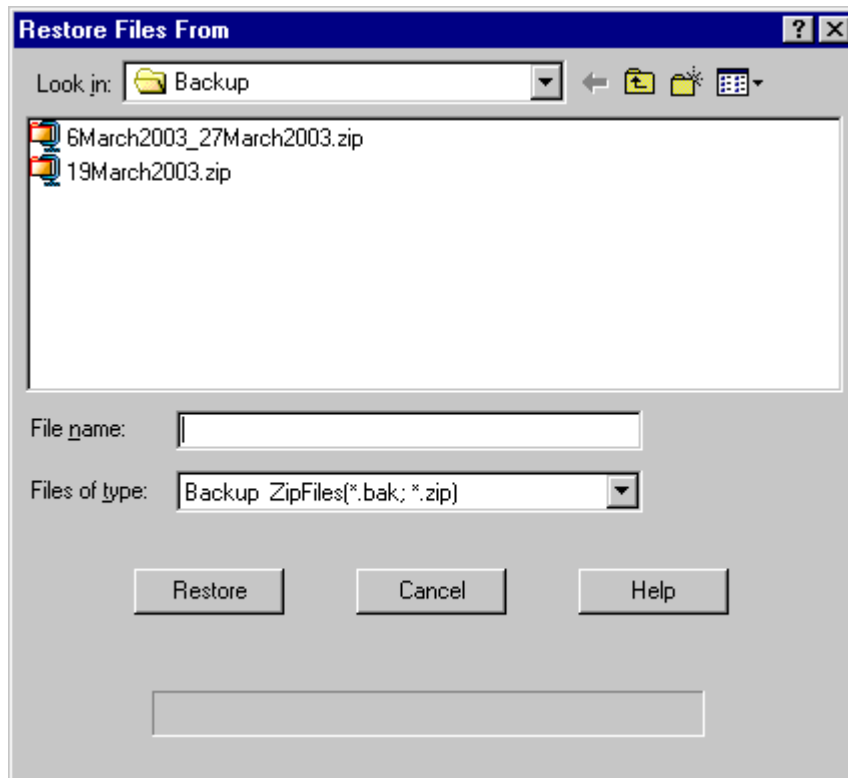 Restore Files From
Look in: Backup
6March2003_27March2003.zip
19March2003.zip
File name:
Files of type: Backup ZipFiles(*.bak; *.zip)
Restore Cancel Help